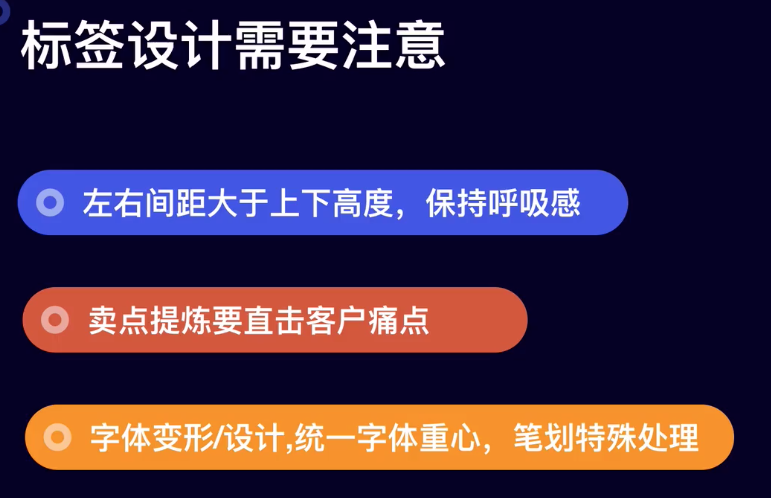 标签设计需要注意
左右间距大于上下高度，保持呼吸感
卖点提炼要直击客户痛点
字体变形/设计,统一字体重心，笔划特殊处理